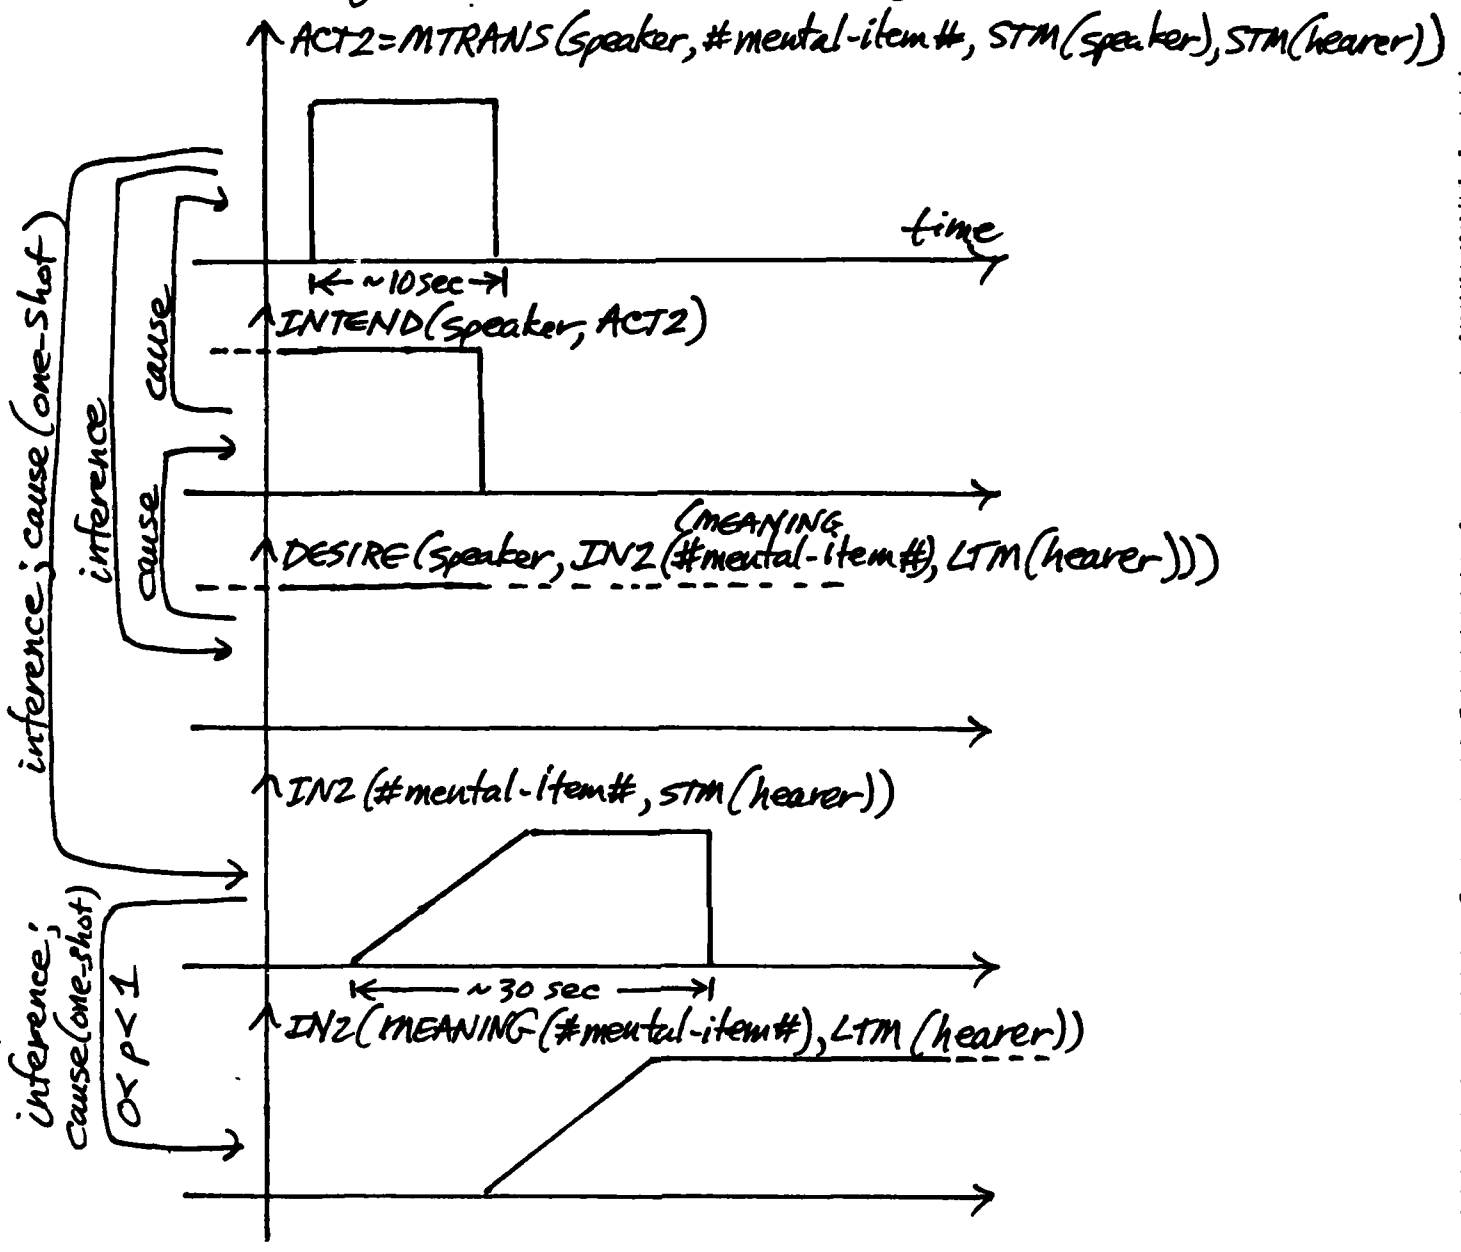 ACT2=MTRANS(speaker, #mental-item#, STM(speaker), STM(hearer))
time
~10sec
INTEND(speaker, ACT2)
cause
inference
inference; cause (one-shot)
cause
(MEANING
DESIRE(speaker, IN2(#mental-item#), LTM(hearer)))
IN2(#mental-item#, STM(hearer))
~30 sec
inference;
cause(one-shot)
0<p<1
IN2(MEANING(#mental-item#), LTM(hearer))